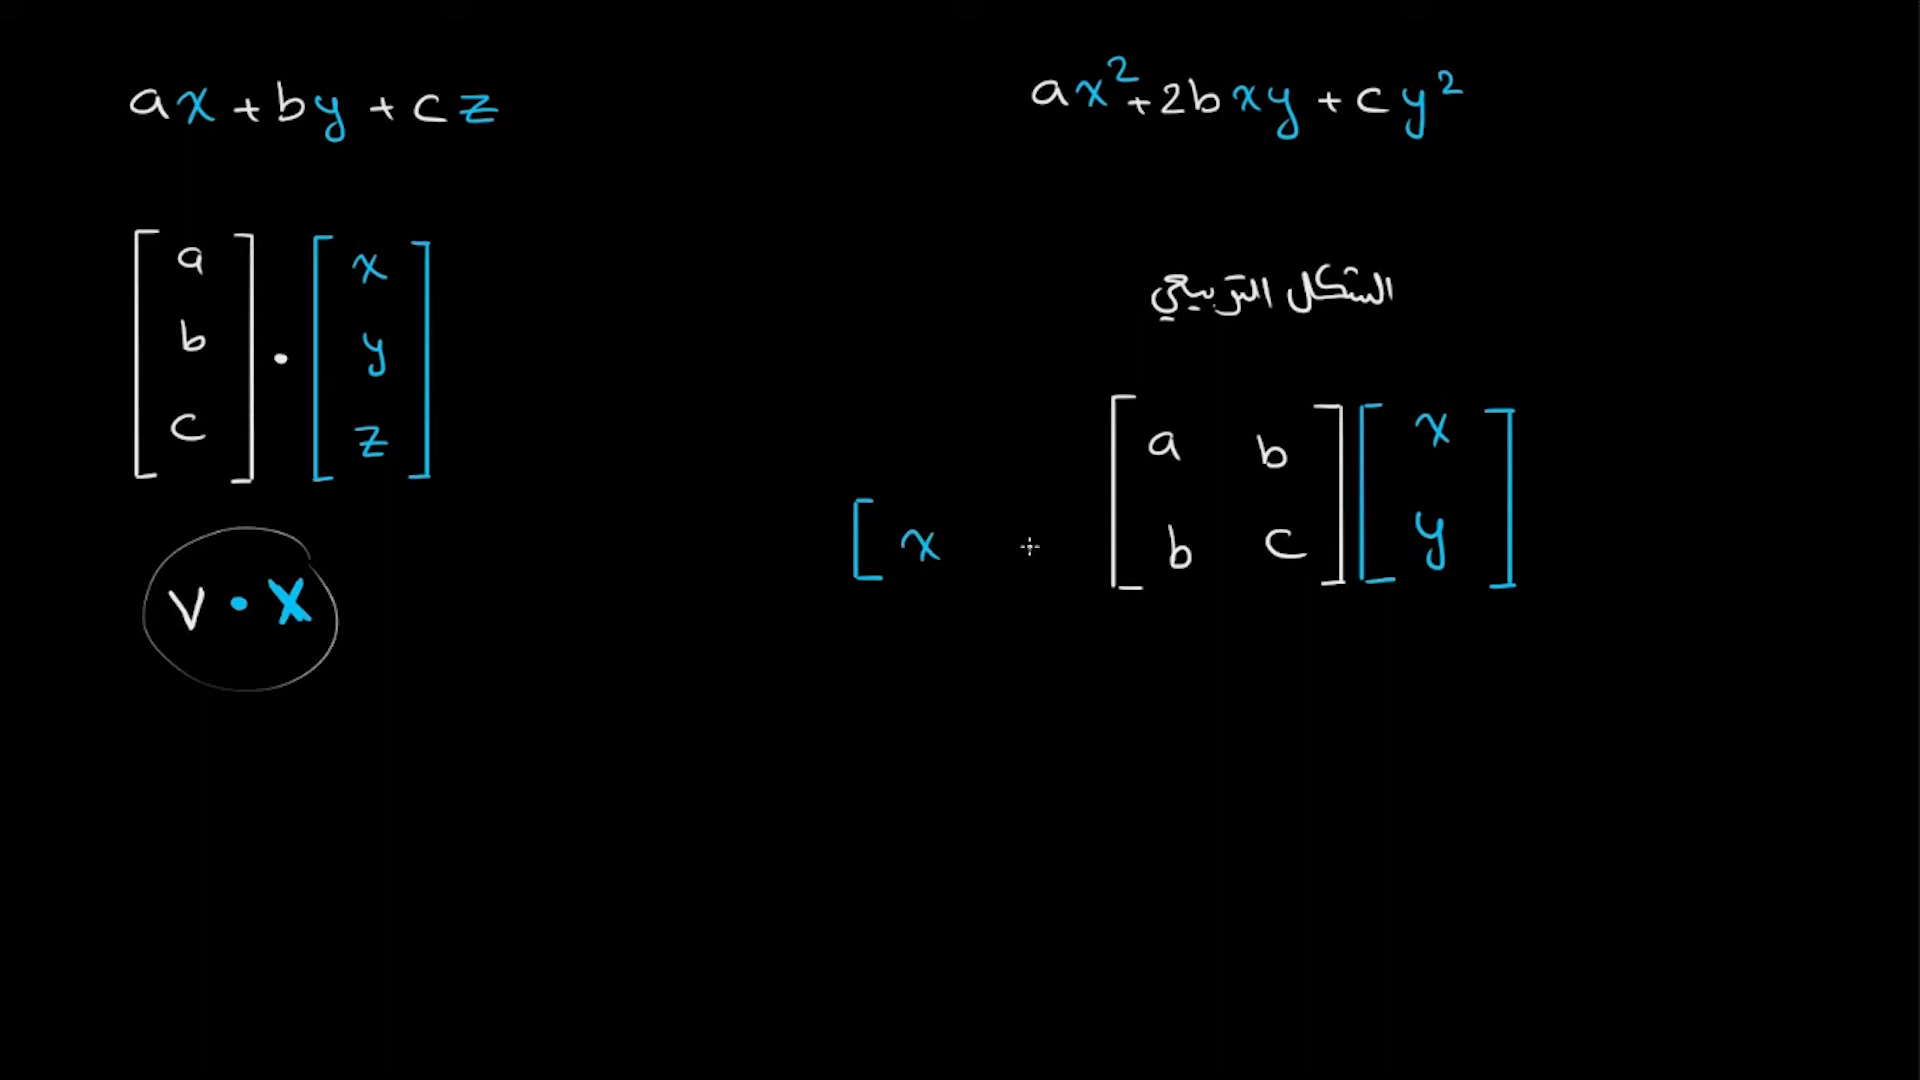 ax + by + cz
[ a b c ] · [ x y z ]
v · x
ax² + 2bxy + cy²
الشكل التربيعي
[ a b
b c ] [ x
y ]
[ x